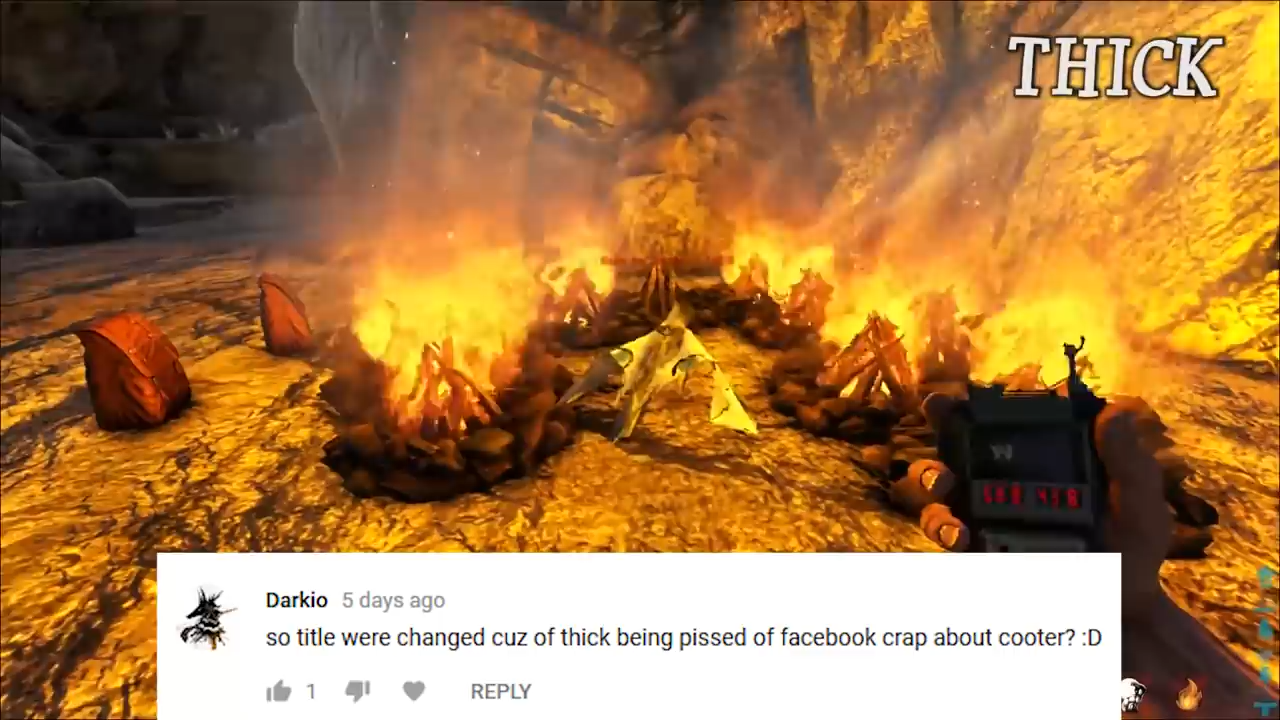 THICK
Darkio 5 days ago
so title were changed cuz of thick being pissed of facebook crap about cooter? :D
1 REPLY